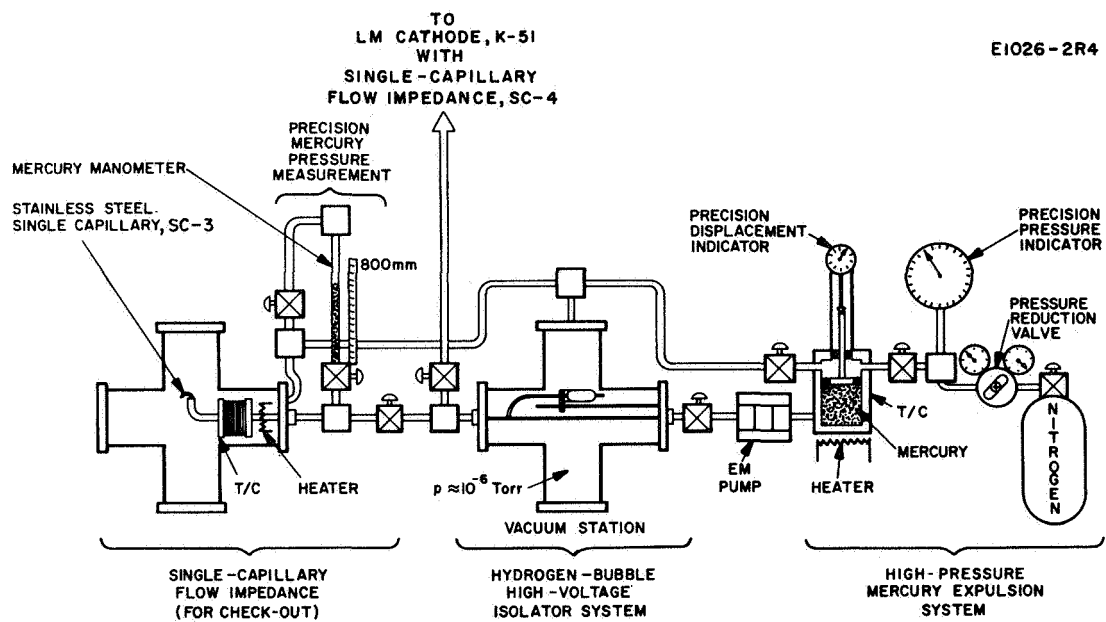 TO
LM CATHODE, K-51
WITH
SINGLE-CAPILLARY
FLOW IMPEDANCE, SC-4
E1026-2R4
PRECISION
MERCURY
PRESSURE
MEASUREMENT
MERCURY MANOMETER
STAINLESS STEEL
SINGLE CAPILLARY, SC-3
800mm
PRECISION
DISPLACEMENT
INDICATOR
PRECISION
PRESSURE
INDICATOR
PRESSURE
REDUCTION
VALVE
T/C
HEATER
p ≈10⁻⁶ Torr
VACUUM STATION
EM
PUMP
HEATER
MERCURY
T/C
NITROGEN
SINGLE-CAPILLARY
FLOW IMPEDANCE
(FOR CHECK-OUT)
HYDROGEN-BUBBLE
HIGH-VOLTAGE
ISOLATOR SYSTEM
HIGH-PRESSURE
MERCURY EXPULSION
SYSTEM